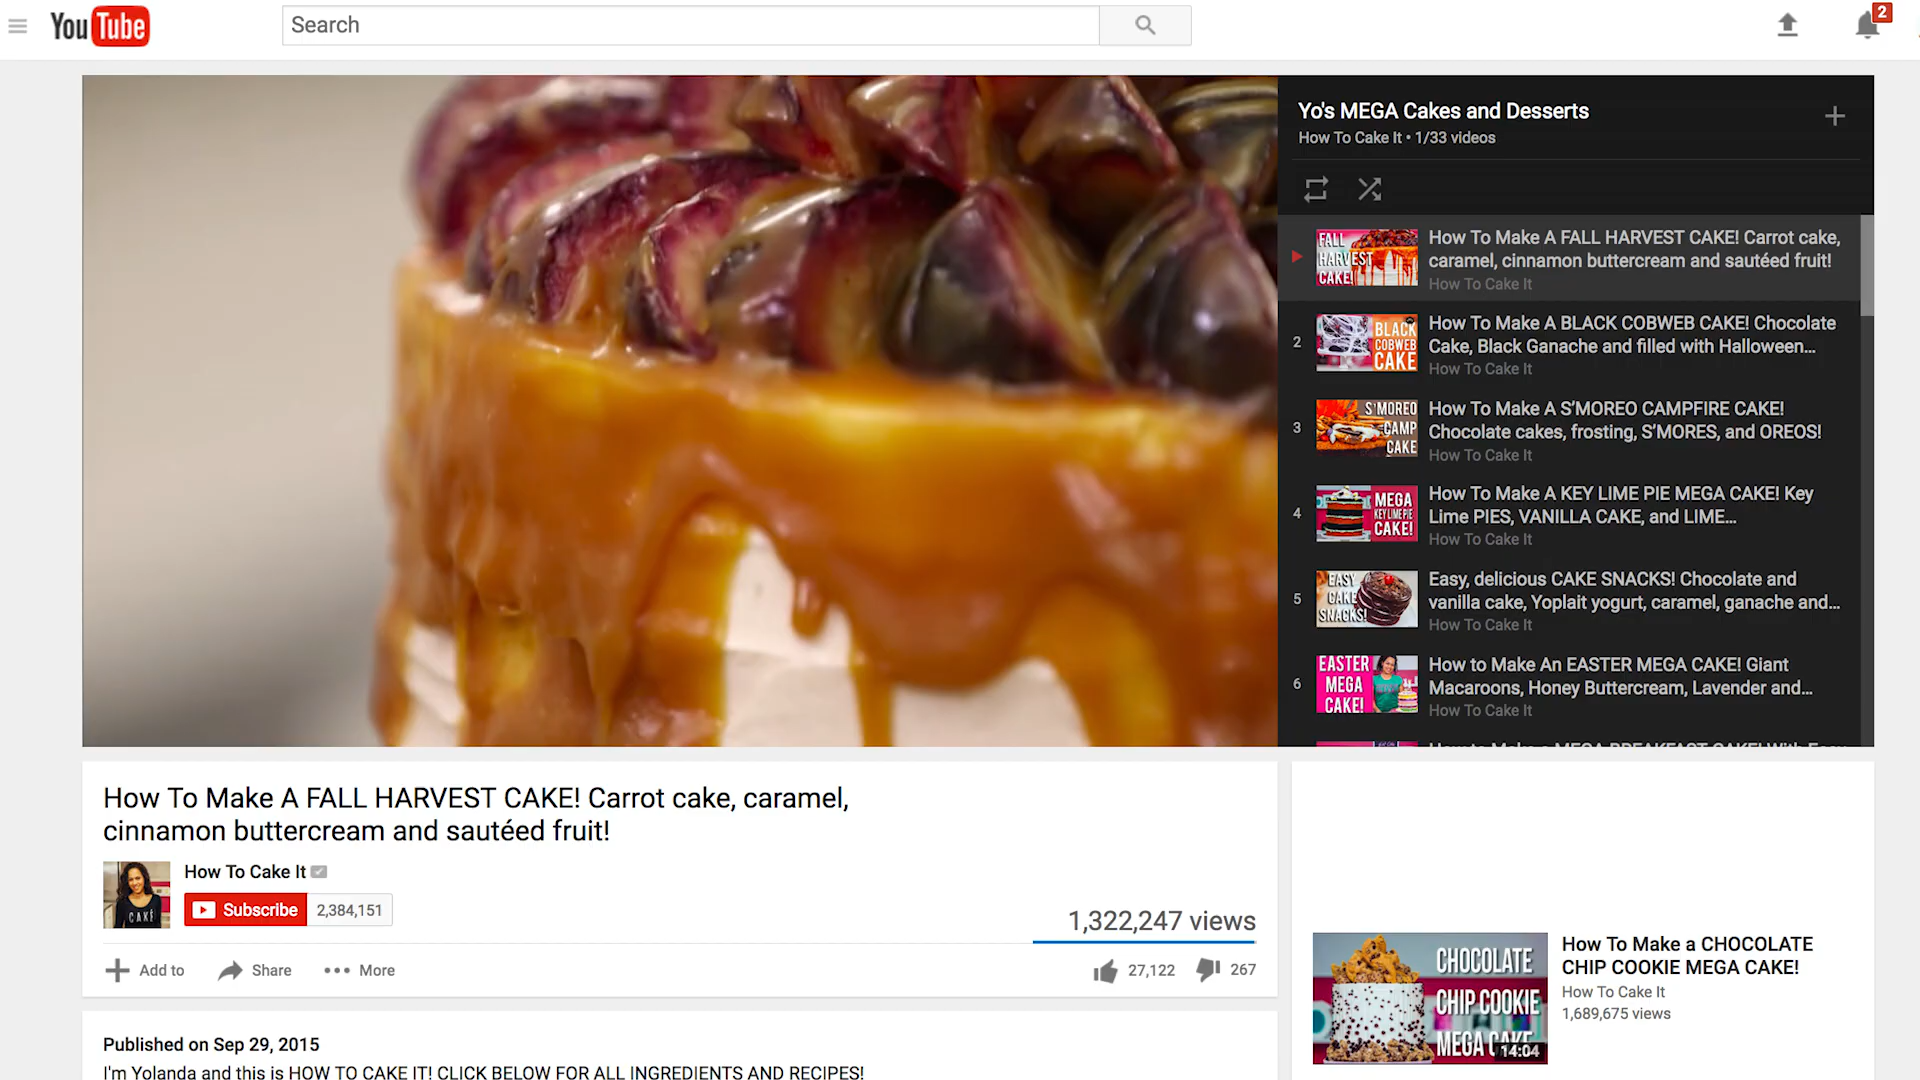 YouTube
Search
2
Yo's MEGA Cakes and Desserts
How To Cake It • 1/33 videos
FALL
HARVEST
CAKE!
How To Make A FALL HARVEST CAKE! Carrot cake,
caramel, cinnamon buttercream and sautéed fruit!
How To Cake It
2
BLACK
COBWEB
CAKE
How To Make A BLACK COBWEB CAKE! Chocolate
Cake, Black Ganache and filled with Halloween...
How To Cake It
3
S'MOREO
CAMP
CAKE
How To Make A S'MOREO CAMPFIRE CAKE!
Chocolate cakes, frosting, S'MORES, and OREOS!
How To Cake It
4
MEGA
KEY LIME PIE
CAKE!
How To Make A KEY LIME PIE MEGA CAKE! Key
Lime PIES, VANILLA CAKE, and LIME...
How To Cake It
5
EASY
CAKE
SNACKS!
Easy, delicious CAKE SNACKS! Chocolate and
vanilla cake, Yoplait yogurt, caramel, ganache and...
How To Cake It
6
EASTER
MEGA
CAKE!
How to Make An EASTER MEGA CAKE! Giant
Macaroons, Honey Buttercream, Lavender and...
How To Cake It
How To Make A FALL HARVEST CAKE! Carrot cake, caramel,
cinnamon buttercream and sautéed fruit!
CAKE
How To Cake It
Subscribe 2,384,151
1,322,247 views
Add to Share More
27,122 267
Published on Sep 29, 2015
I'm Yolanda and this is HOW TO CAKE IT! CLICK BELOW FOR ALL INGREDIENTS AND RECIPES!
CHOCOLATE
CHIP COOKIE
MEGA CAKE
14:04
How To Make a CHOCOLATE
CHIP COOKIE MEGA CAKE!
How To Cake It
1,689,675 views